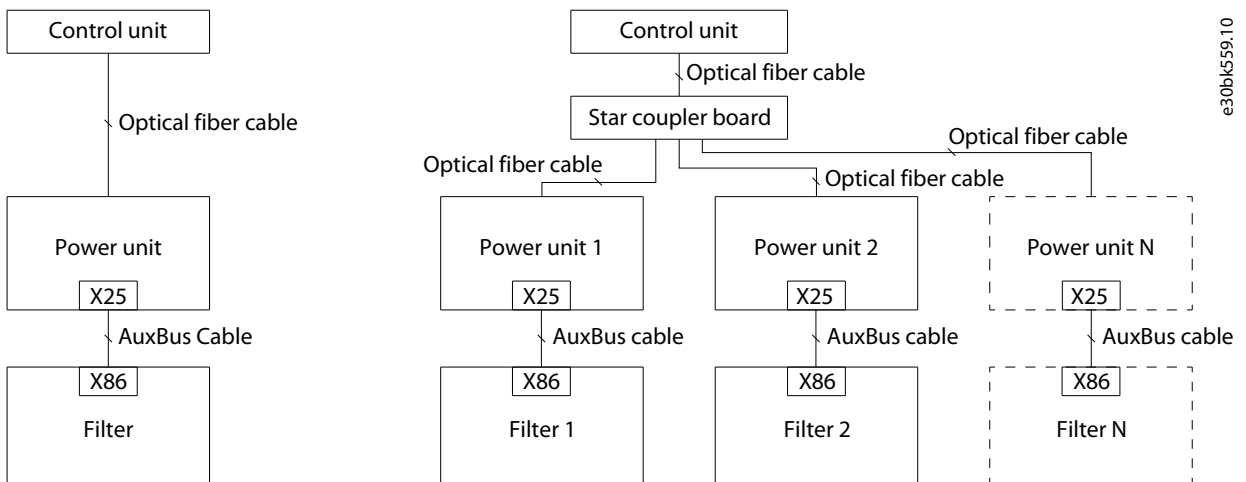 Control unit
Optical fiber cable
Power unit
X25
AuxBus Cable
X86
Filter
Control unit
Optical fiber cable
Star coupler board
Optical fiber cable
Optical fiber cable
Optical fiber cable
Power unit 1
X25
AuxBus cable
X86
Filter 1
Power unit 2
X25
AuxBus cable
X86
Filter 2
Power unit N
X25
AuxBus cable
X86
Filter N
e30bk559.10